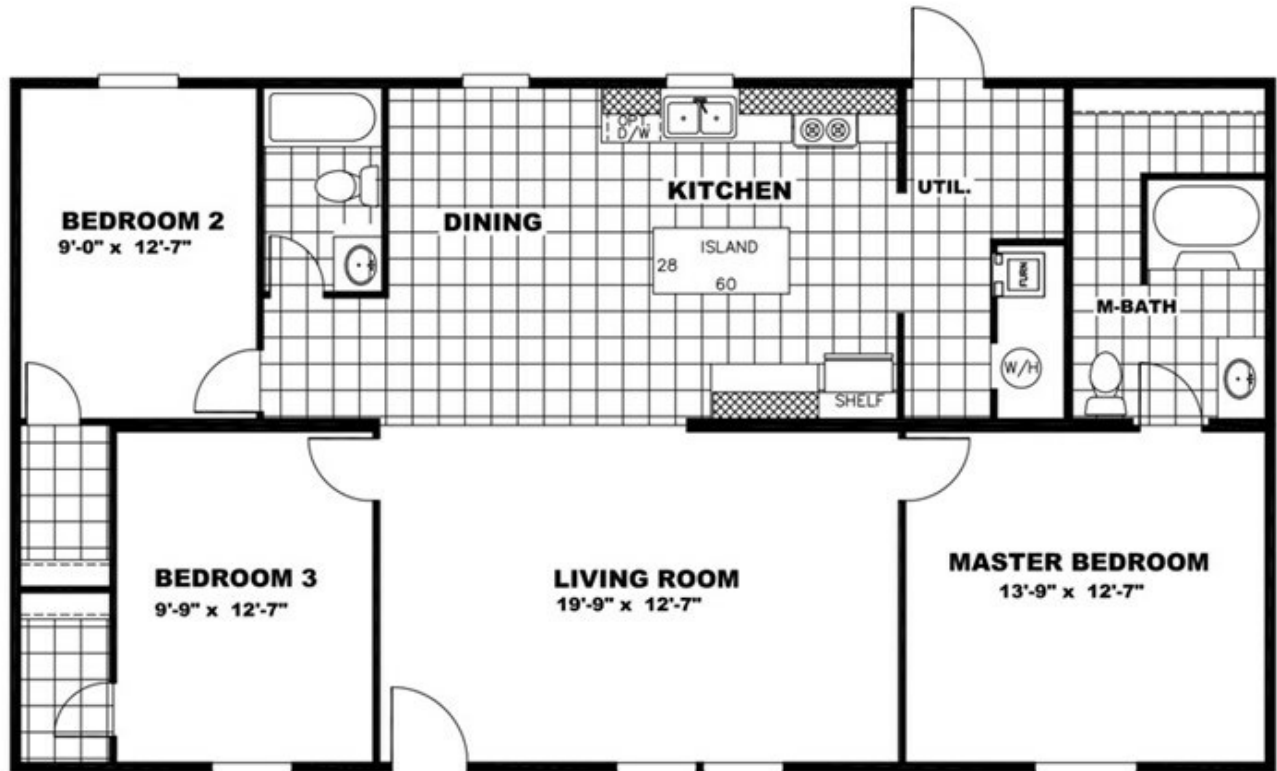 OPT.
D/W
KITCHEN
UTIL.
BEDROOM 2
9'-0" x 12'-7"
DINING
ISLAND
28
60
FURN
M-BATH
W/H
SHELF
BEDROOM 3
9'-9" x 12'-7"
LIVING ROOM
19'-9" x 12'-7"
MASTER BEDROOM
13'-9" x 12'-7"